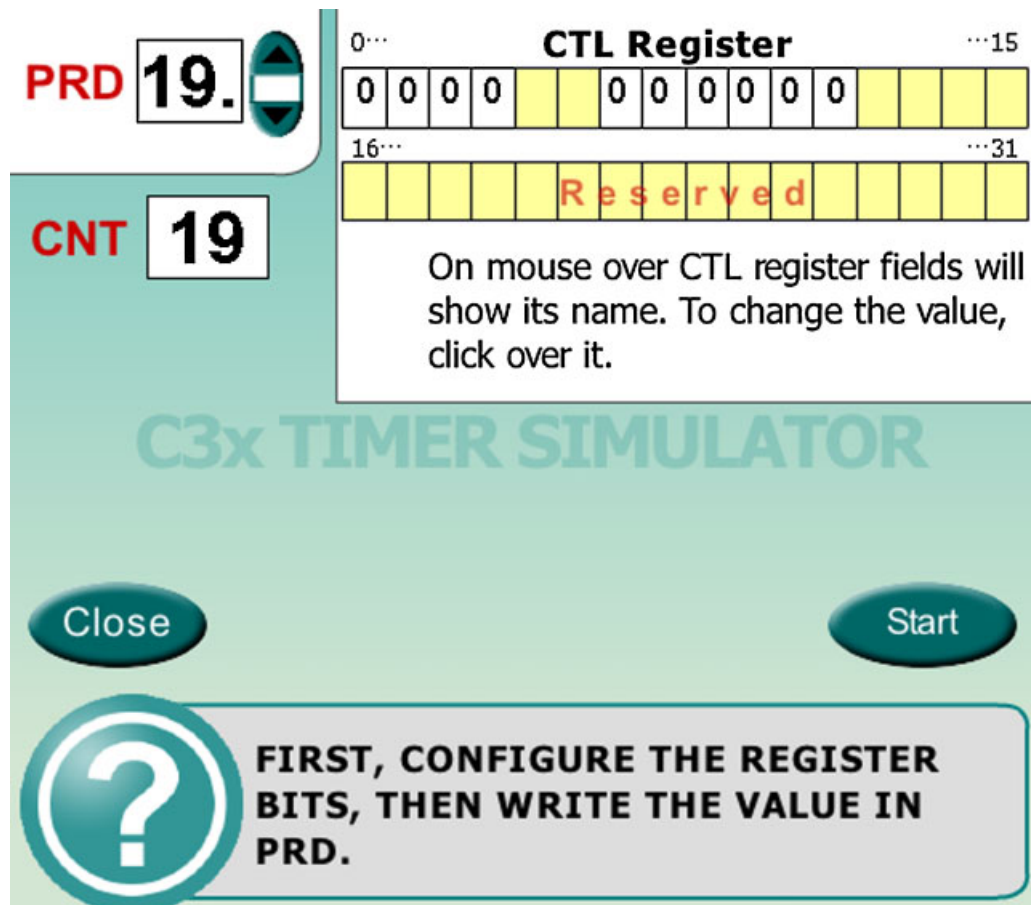 PRD 19.
0··· CTL Register ···15
0 0 0 0 0 0 0 0 0 0
16··· ···31
Reserved
CNT 19
On mouse over CTL register fields will
show its name. To change the value,
click over it.
C3x TIMER SIMULATOR
Close
Start
?
FIRST, CONFIGURE THE REGISTER
BITS, THEN WRITE THE VALUE IN
PRD.